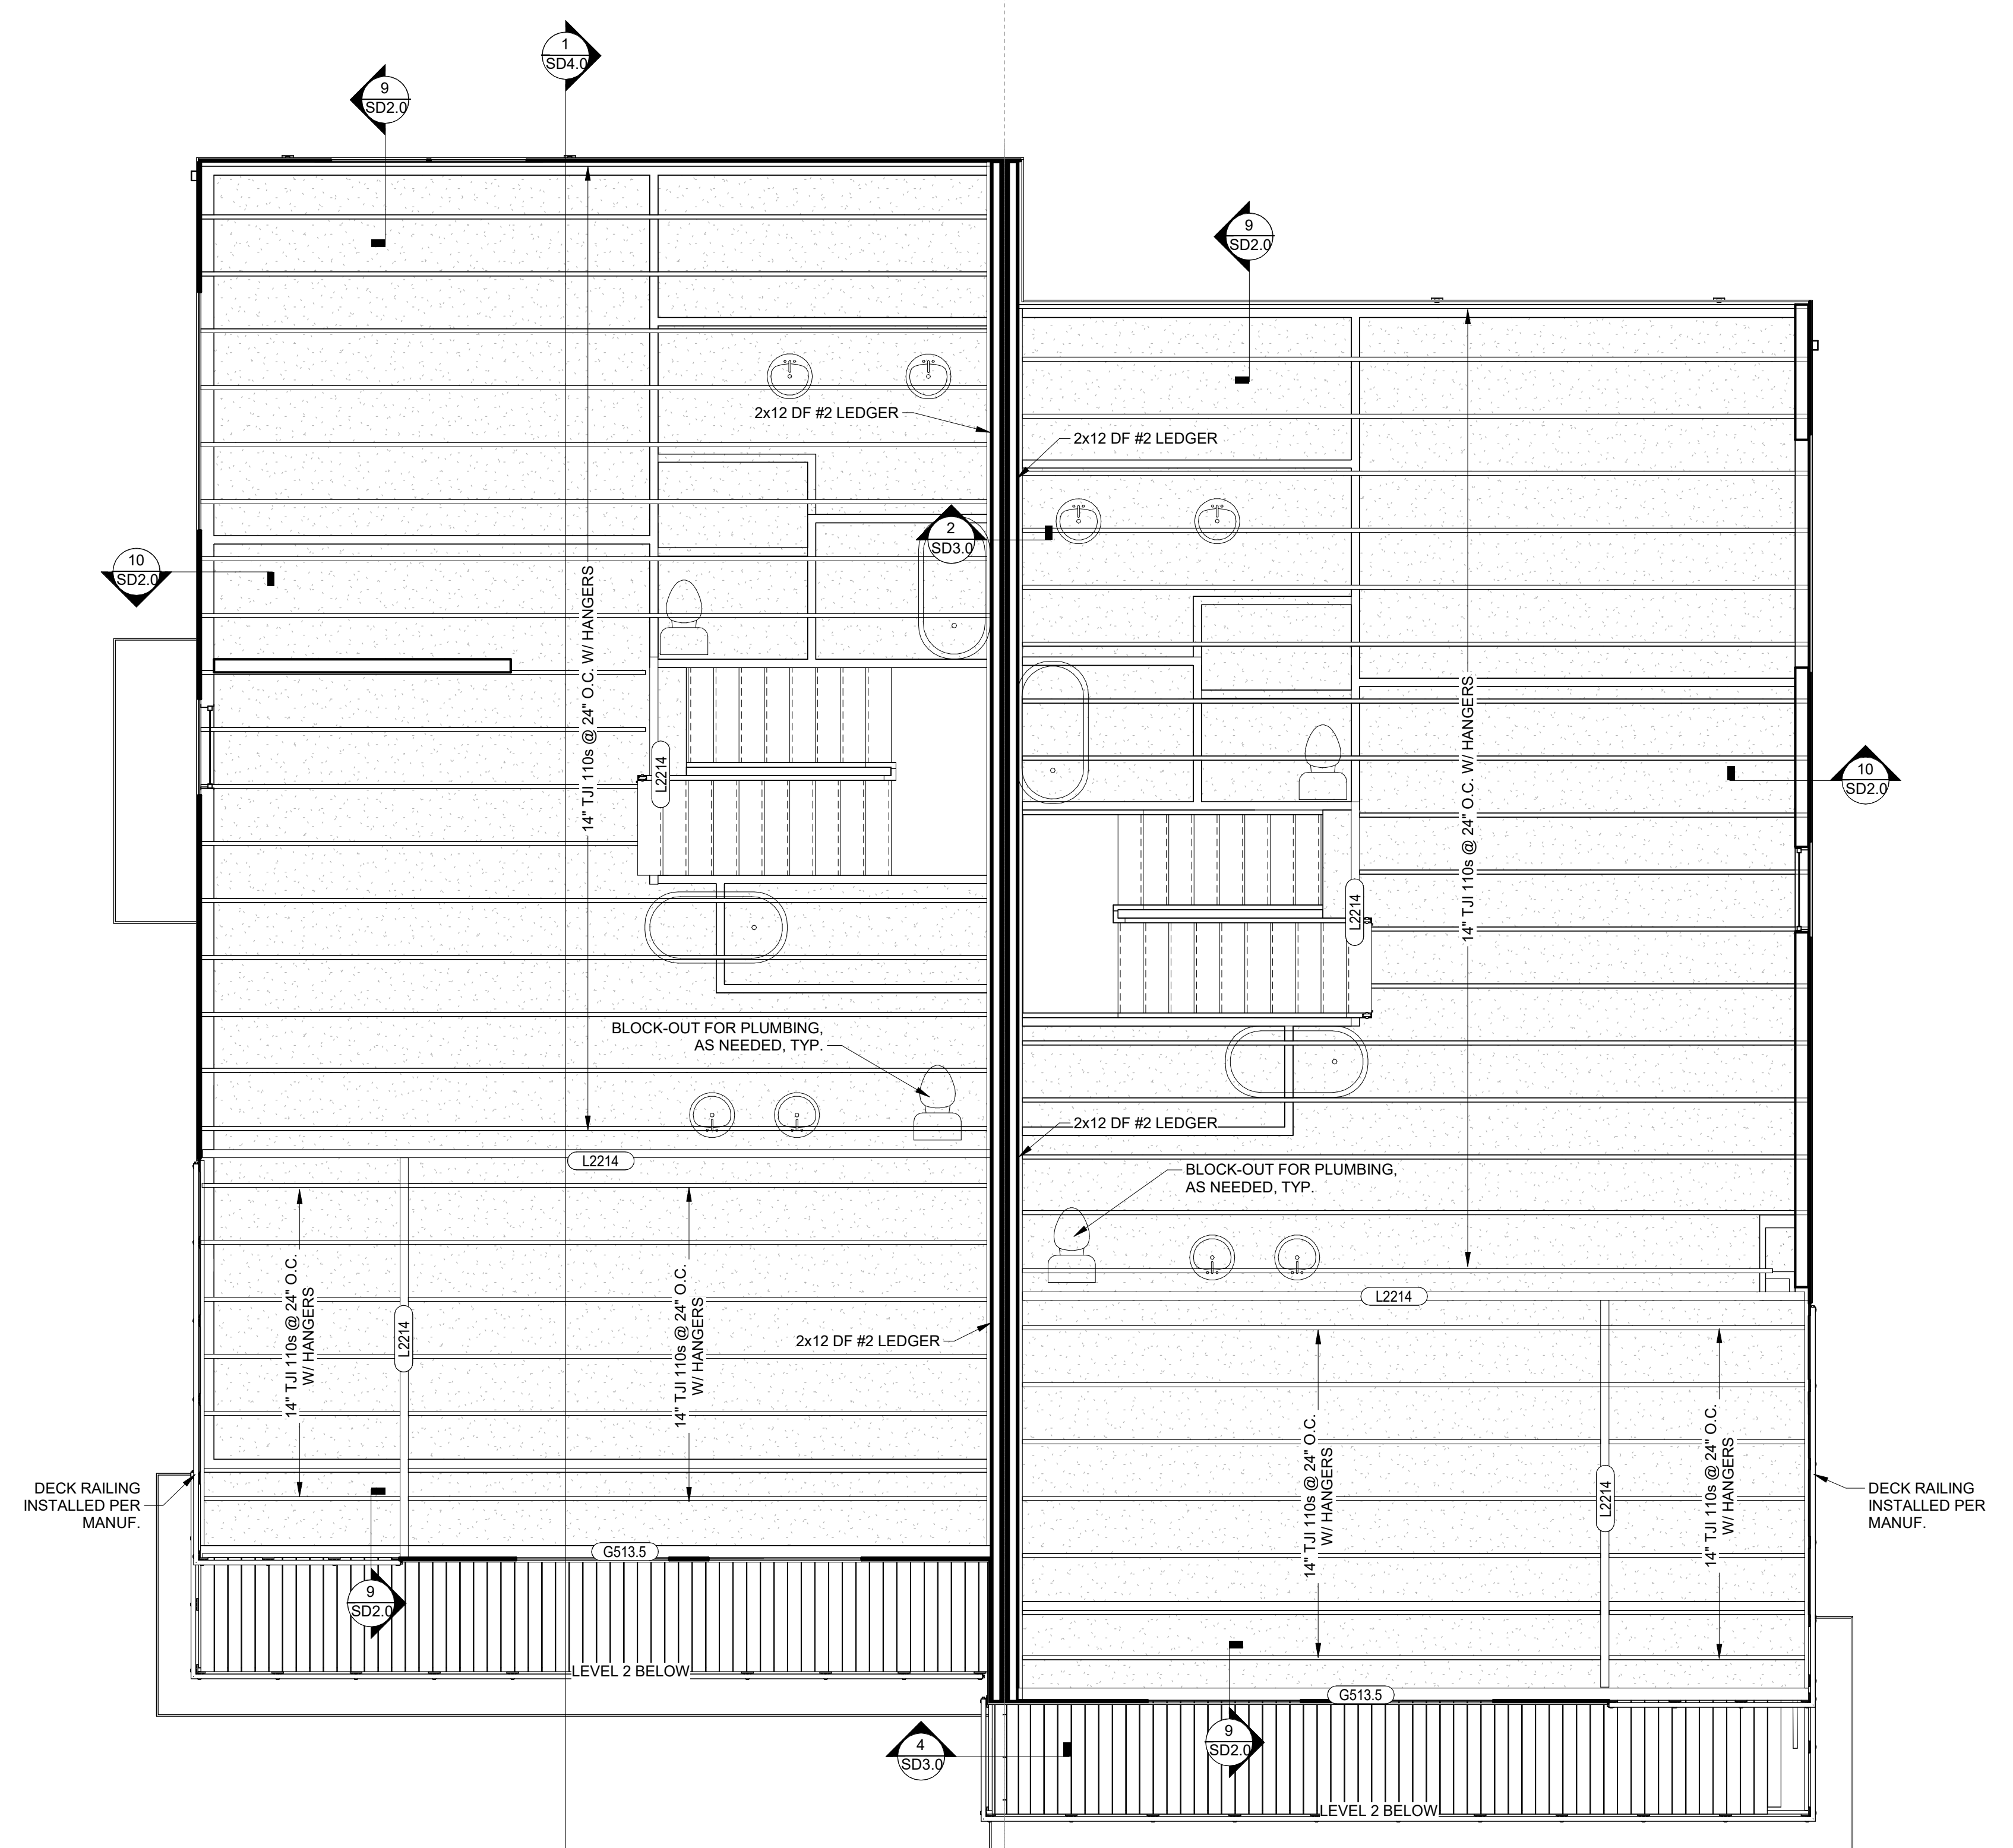 1
SD4.0
9
SD2.0
9
SD2.0
2x12 DF #2 LEDGER
2x12 DF #2 LEDGER
2
SD3.0
10
SD2.0
14" TJI 110s @ 24" O.C. W/ HANGERS
14" TJI 110s @ 24" O.C. W/ HANGERS
L2214
10
SD2.0
L2214
BLOCK-OUT FOR PLUMBING,
AS NEEDED, TYP.
2x12 DF #2 LEDGER
L2214
BLOCK-OUT FOR PLUMBING,
AS NEEDED, TYP.
14" TJI 110s @ 24" O.C.
W/ HANGERS
L2214
14" TJI 110s @ 24" O.C.
W/ HANGERS
2x12 DF #2 LEDGER
L2214
14" TJI 110s @ 24" O.C.
W/ HANGERS
L2214
14" TJI 110s @ 24" O.C.
W/ HANGERS
DECK RAILING
INSTALLED PER
MANUF.
DECK RAILING
INSTALLED PER
MANUF.
G513.5
9
SD2.0
LEVEL 2 BELOW
G513.5
4
SD3.0
9
SD2.0
LEVEL 2 BELOW